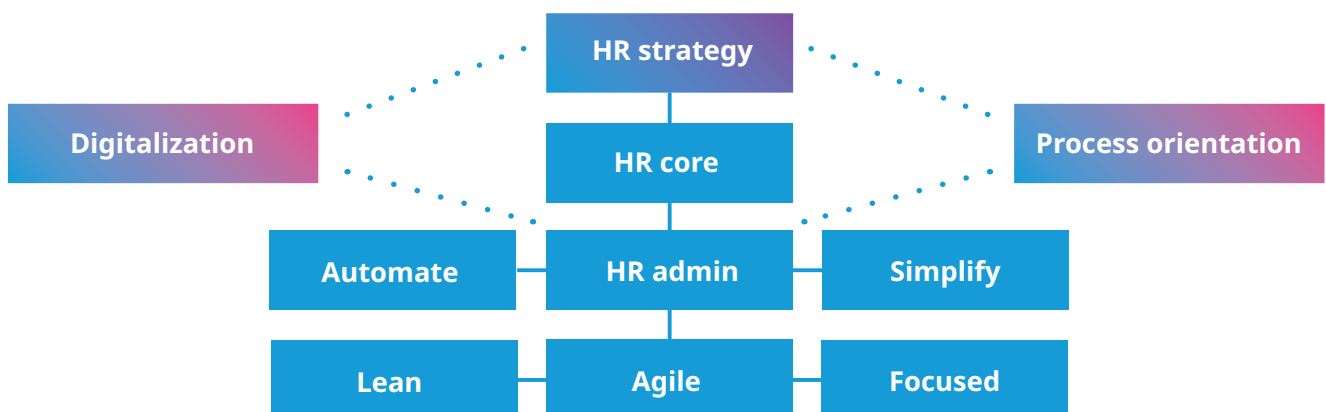 HR strategy
Digitalization
Process orientation
HR core
Automate
HR admin
Simplify
Lean
Agile
Focused